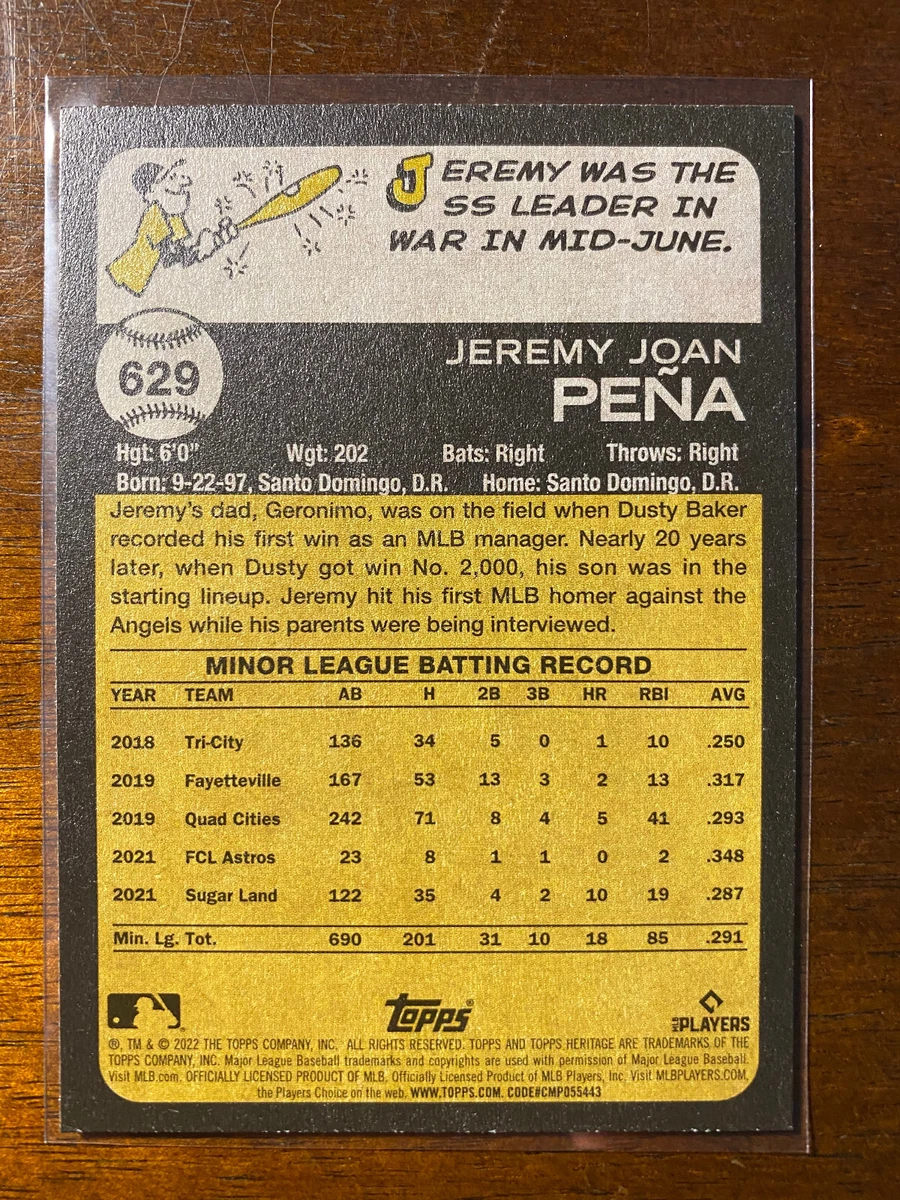 JEREMY WAS THE
SS LEADER IN
WAR IN MID-JUNE.
629
JEREMY JOAN
PEÑA
Hgt: 6'0" Wgt: 202 Bats: Right Throws: Right
Born: 9-22-97, Santo Domingo, D.R. Home: Santo Domingo, D.R.
Jeremy's dad, Geronimo, was on the field when Dusty Baker
recorded his first win as an MLB manager. Nearly 20 years
later, when Dusty got win No. 2,000, his son was in the
starting lineup. Jeremy hit his first MLB homer against the
Angels while his parents were being interviewed.
MINOR LEAGUE BATTING RECORD
YEAR TEAM AB H 2B 3B HR RBI AVG
2018 Tri-City 136 34 5 0 1 10 .250
2019 Fayetteville 167 53 13 3 2 13 .317
2019 Quad Cities 242 71 8 4 5 41 .293
2021 FCL Astros 23 8 1 1 0 2 .348
2021 Sugar Land 122 35 4 2 10 19 .287
Min. Lg. Tot. 690 201 31 10 18 85 .291
Topps® MLB PLAYERS
®, TM & © 2022 THE TOPPS COMPANY, INC. ALL RIGHTS RESERVED. TOPPS AND TOPPS HERITAGE ARE TRADEMARKS OF THE
TOPPS COMPANY, INC. Major League Baseball trademarks and copyrights are used with permission of Major League Baseball.
Visit MLB.com. OFFICIALLY LICENSED PRODUCT OF MLB. Officially Licensed Product of MLB Players, Inc. Visit MLBPLAYERS.COM,
the Players Choice on the web. WWW.TOPPS.COM. CODE#CMP055443